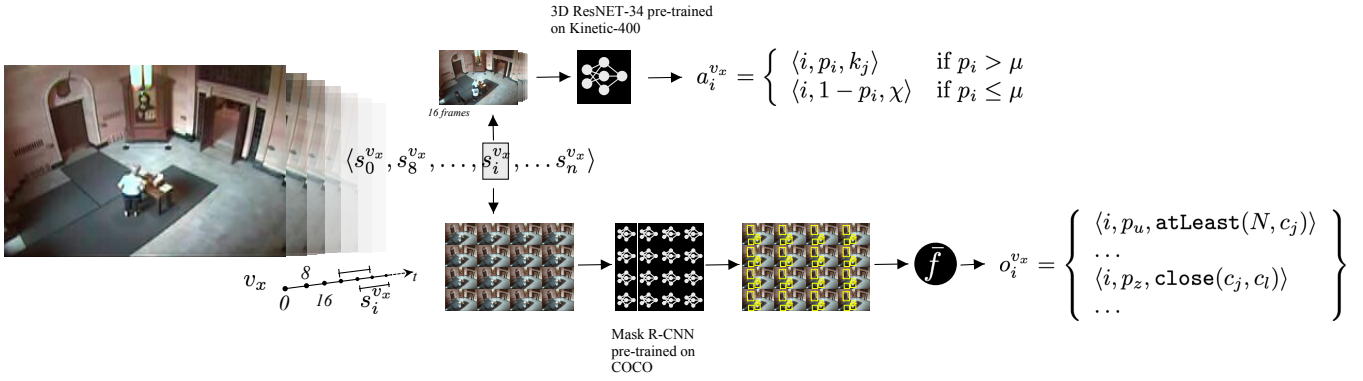 3D ResNET-34 pre-trained
on Kinetic-400
16 frames
a_i^{v_x} = { ⟨i, p_i, k_j⟩ if p_i > μ
⟨i, 1 − p_i, χ⟩ if p_i ≤ μ
⟨s_0^{v_x}, s_8^{v_x}, . . . , s_i^{v_x}, . . . s_n^{v_x}⟩
v_x 0 8 16 s_i^{v_x} t
f̄
o_i^{v_x} = { ⟨i, p_u, atLeast(N, c_j)⟩
. . .
⟨i, p_z, close(c_j, c_l)⟩
. . . }
Mask R-CNN
pre-trained on
COCO